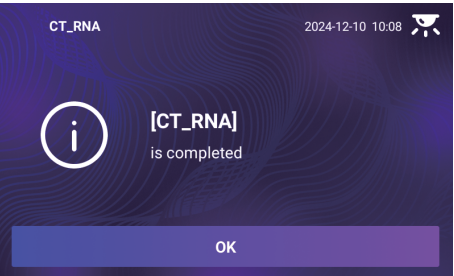 CT_RNA
2024-12-10 10:08
[CT_RNA]
is completed
OK